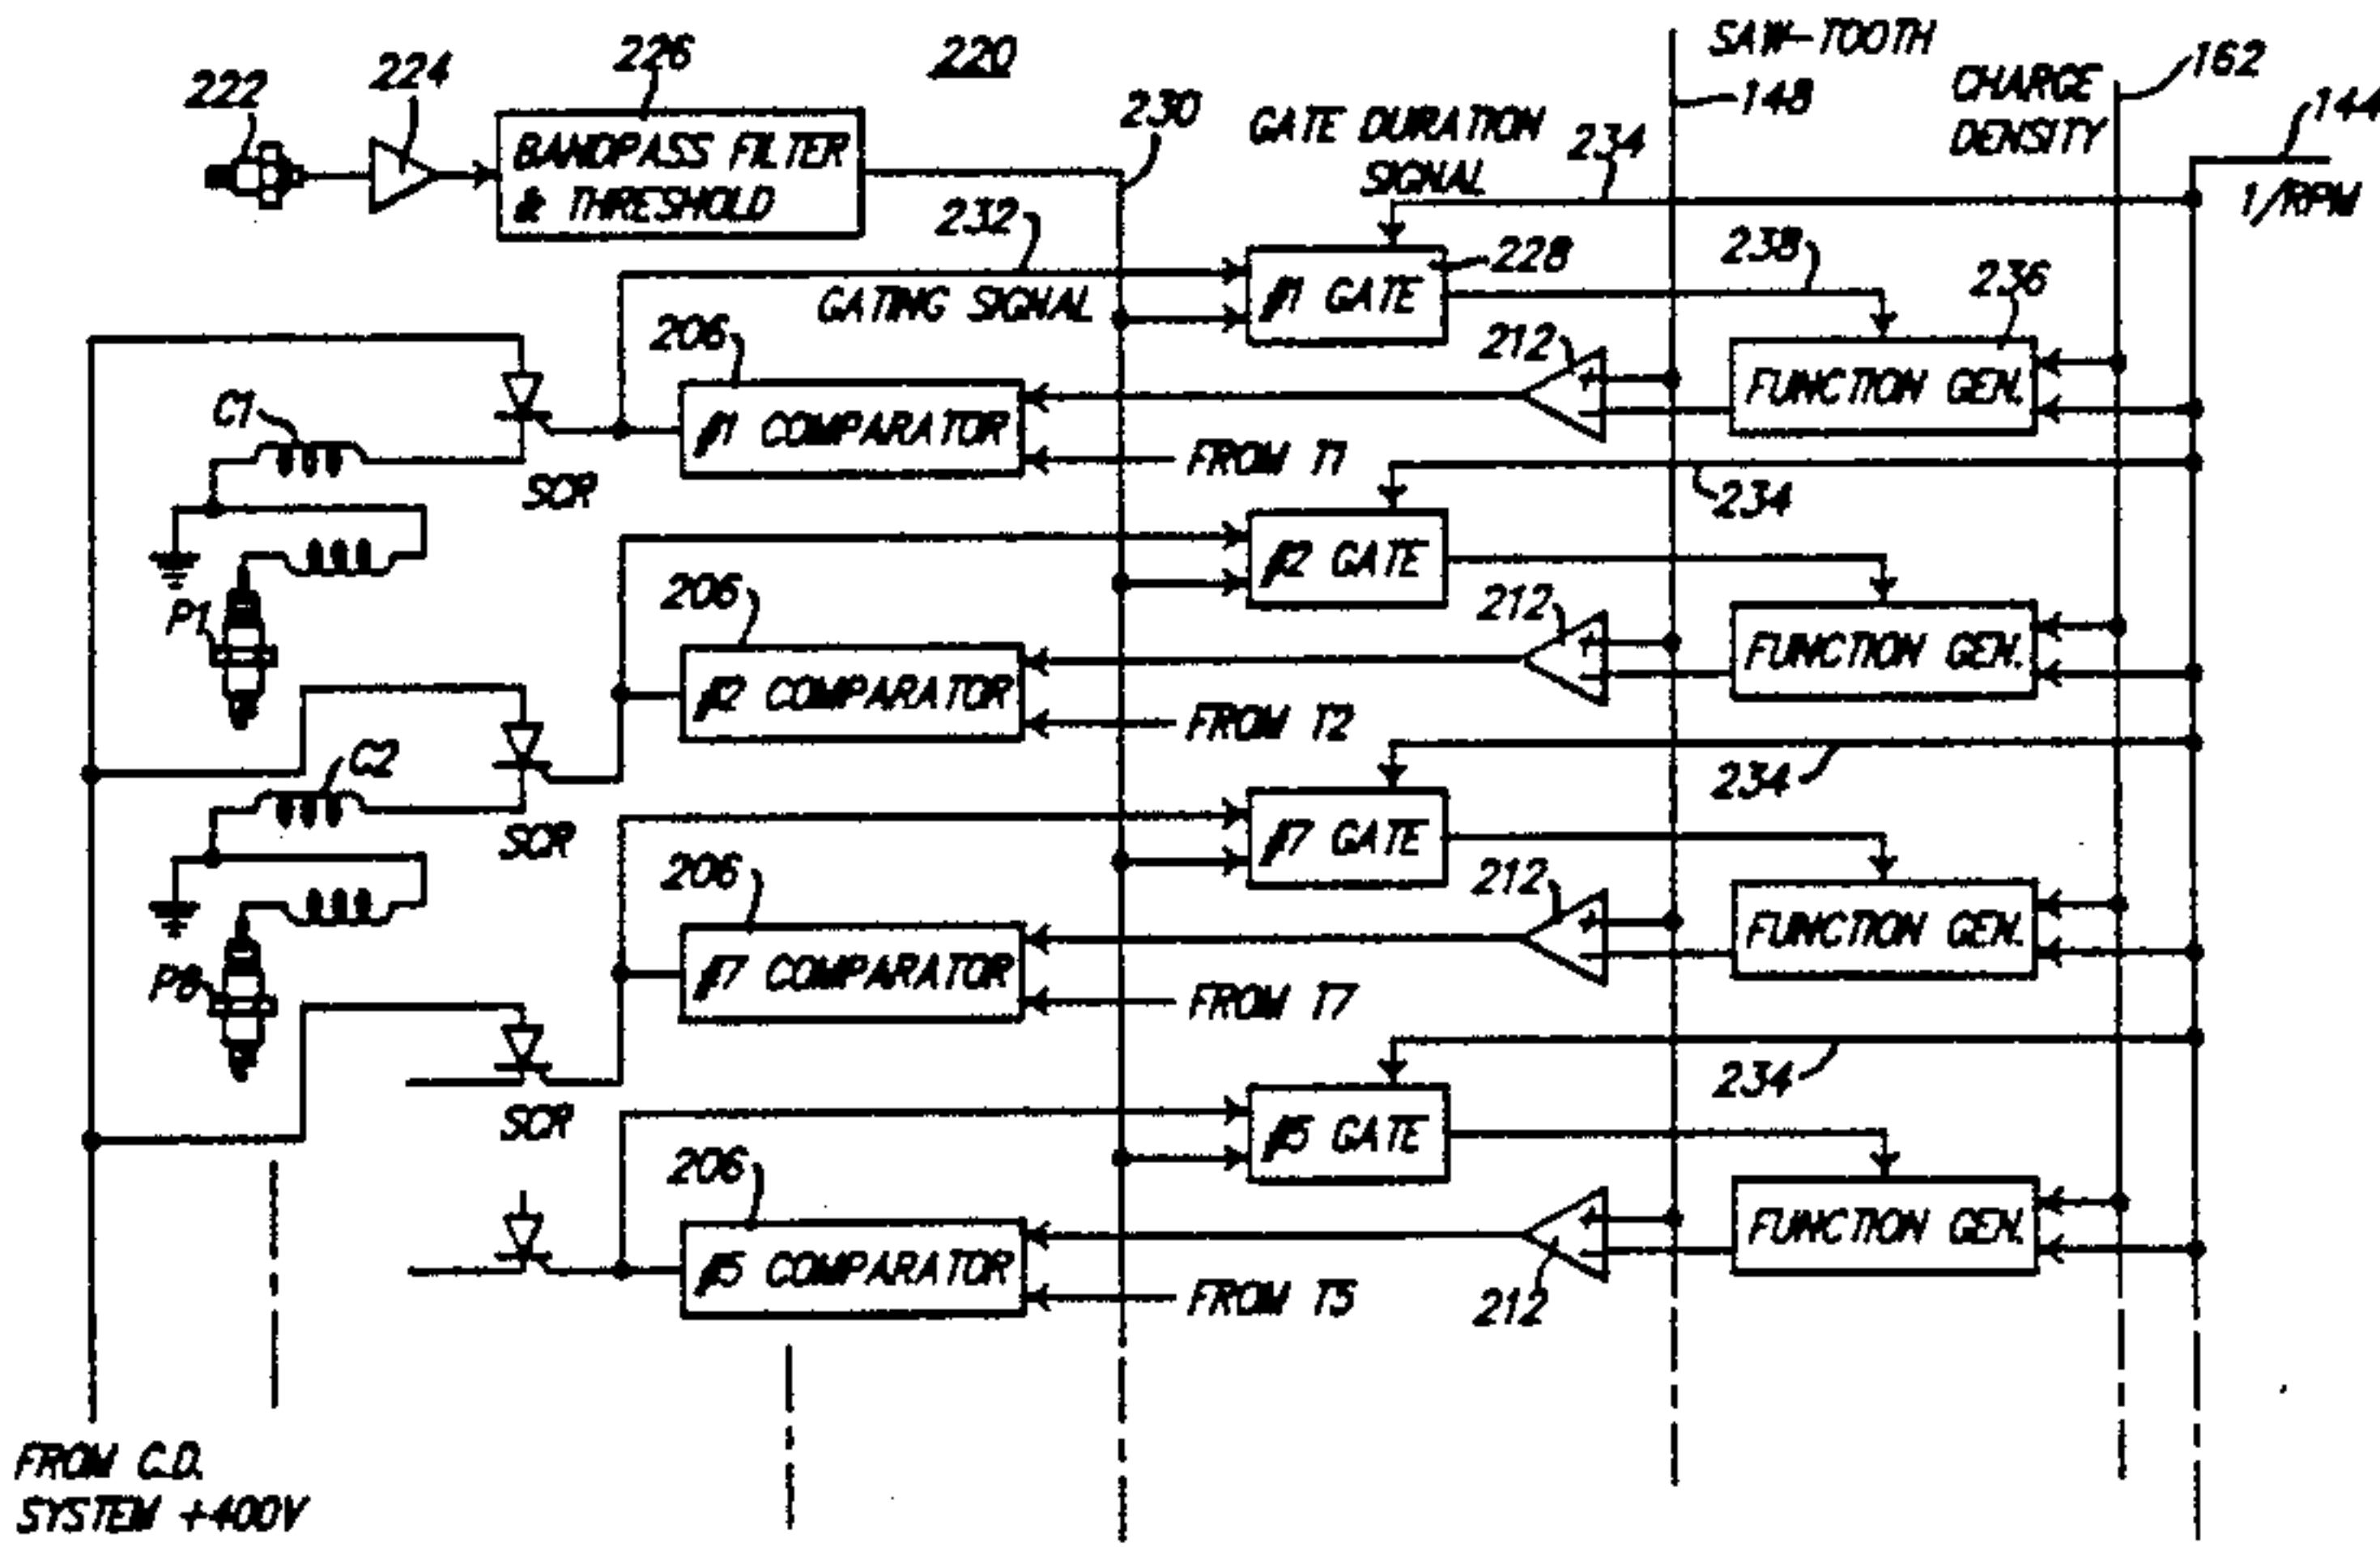 SAW-TOOTH
222
224
226
220
230
GATE DURATION
SIGNAL
234
148
CHARGE
DENSITY
162
144
1/RPM
BANDPASS FILTER
& THRESHOLD
232
GATING SIGNAL
#1 GATE
228
238
236
206
212
FUNCTION GEN.
C1
#1 COMPARATOR
FROM T1
SCR
234
#2 GATE
P1
206
212
FUNCTION GEN.
#2 COMPARATOR
FROM T2
C2
234
SCR
#7 GATE
206
212
FUNCTION GEN.
P8
#7 COMPARATOR
FROM T7
234
SCR
#5 GATE
206
FUNCTION GEN.
#5 COMPARATOR
FROM T5
212
FROM C.D.
SYSTEM +400V